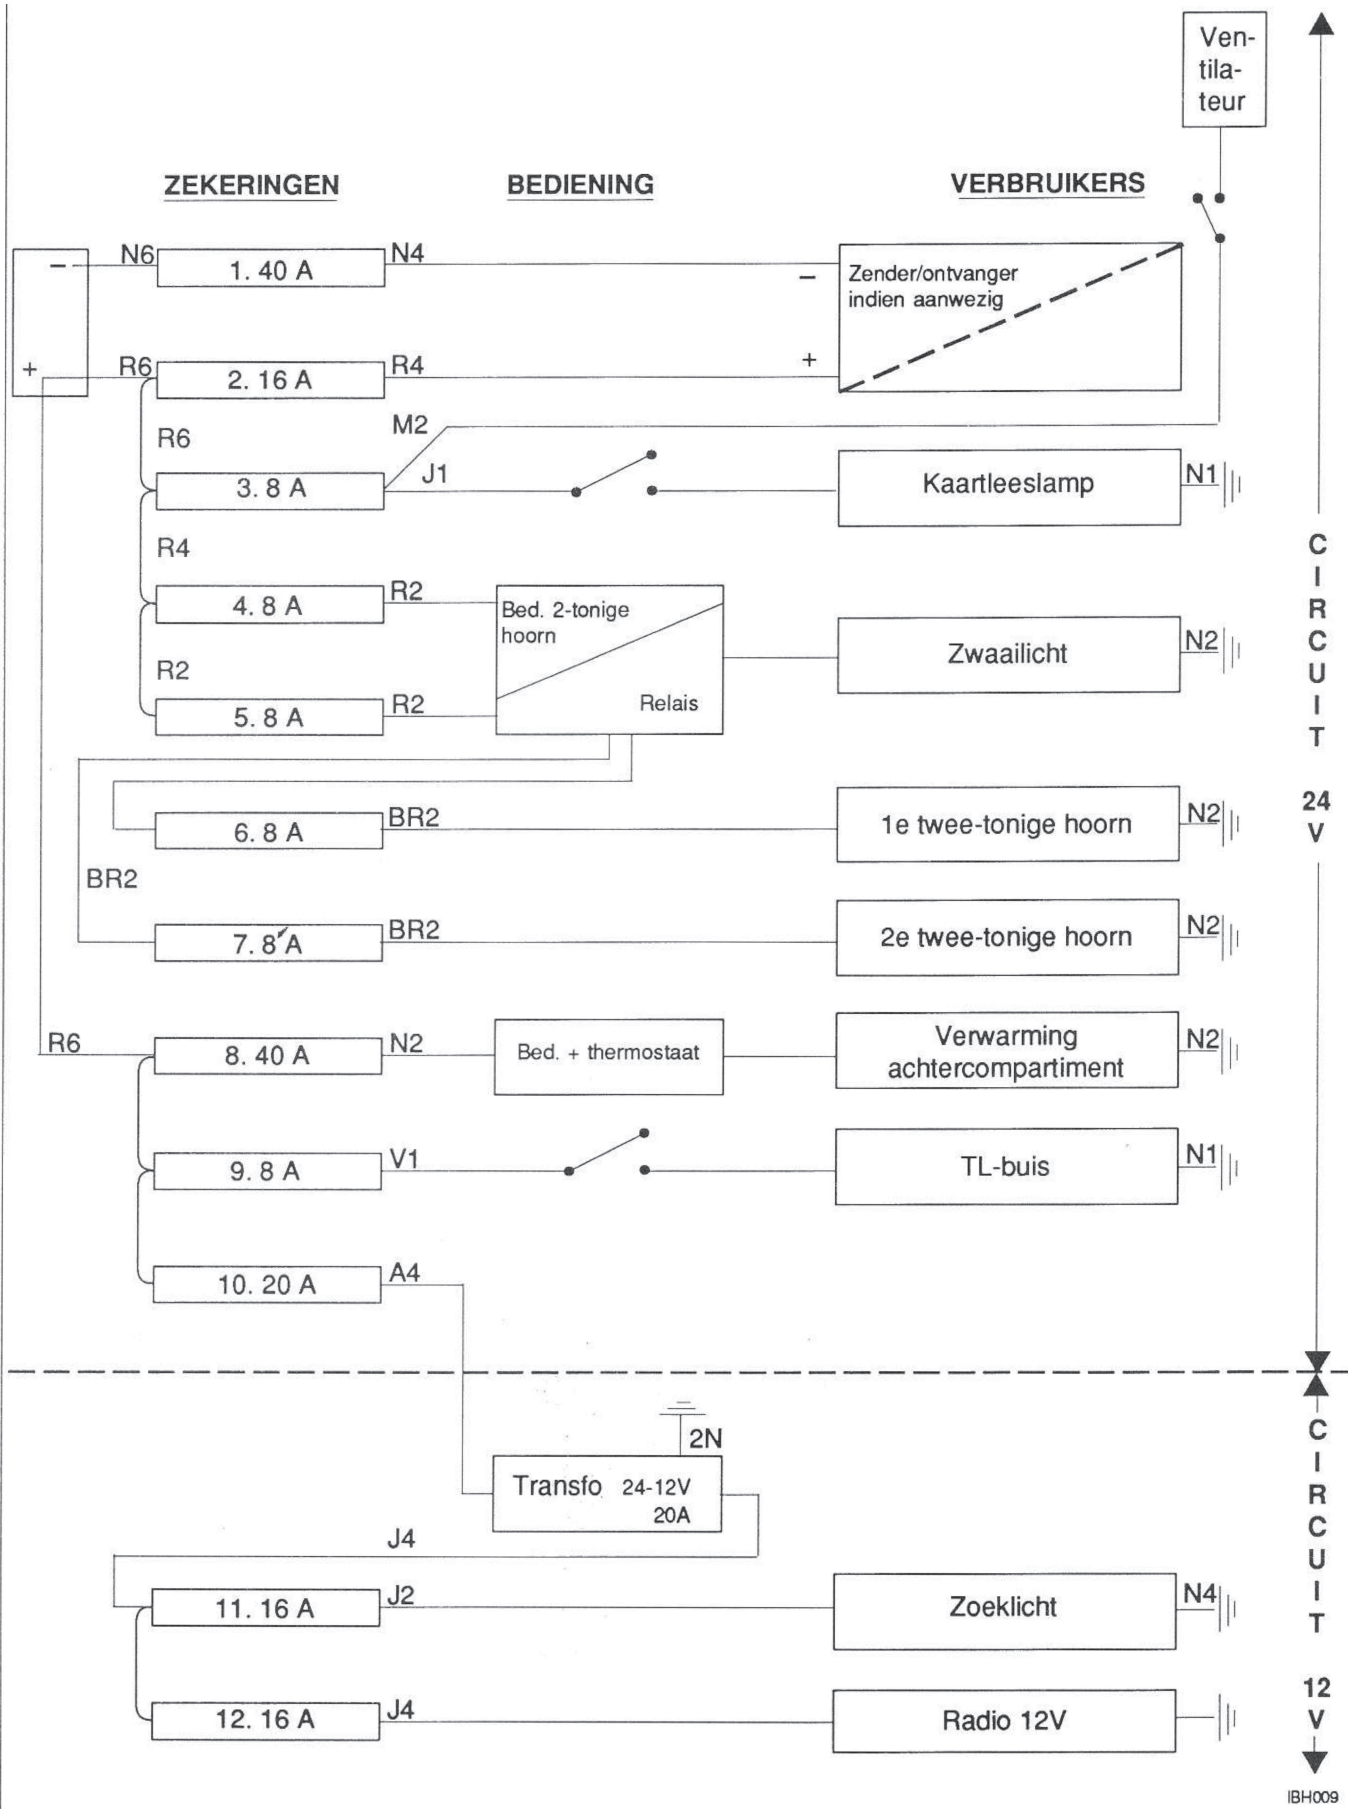 Ven-
tila-
teur
ZEKERINGEN BEDIENING VERBRUIKERS
N6 1. 40 A N4
Zender/ontvanger
indien aanwezig
− −
+ R6 2. 16 A R4 +
R6 M2
3. 8 A J1 Kaartleeslamp N1
R4
4. 8 A R2 Bed. 2-tonige
hoorn
Zwaailicht N2
R2
5. 8 A R2 Relais
6. 8 A BR2 1e twee-tonige hoorn N2
BR2
7. 8 A BR2 2e twee-tonige hoorn N2
R6 8. 40 A N2 Bed. + thermostaat Verwarming
achtercompartiment N2
9. 8 A V1 TL-buis N1
10. 20 A A4
C
I
R
C
U
I
T
24
V
2N
Transfo 24-12V
20A
J4
11. 16 A J2 Zoeklicht N4
12. 16 A J4 Radio 12V
C
I
R
C
U
I
T
12
V
IBH009